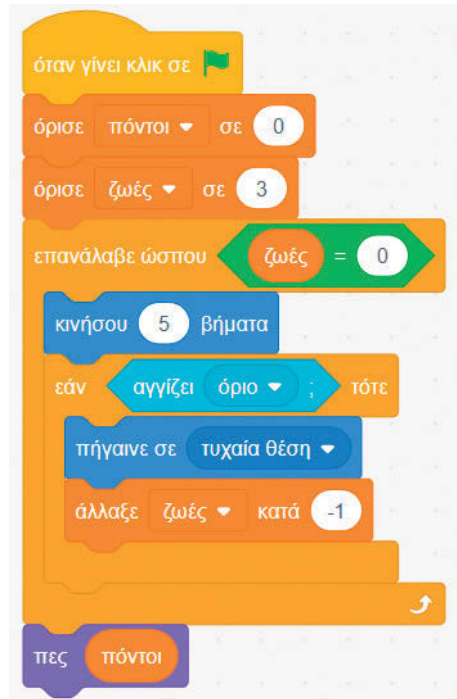 όταν γίνει κλικ σε
όρισε πόντοι σε 0
όρισε ζωές σε 3
επανάλαβε ώσπου ζωές = 0
κινήσου 5 βήματα
εάν αγγίζει όριο ; τότε
πήγαινε σε τυχαία θέση
άλλαξε ζωές κατά -1
πες πόντοι